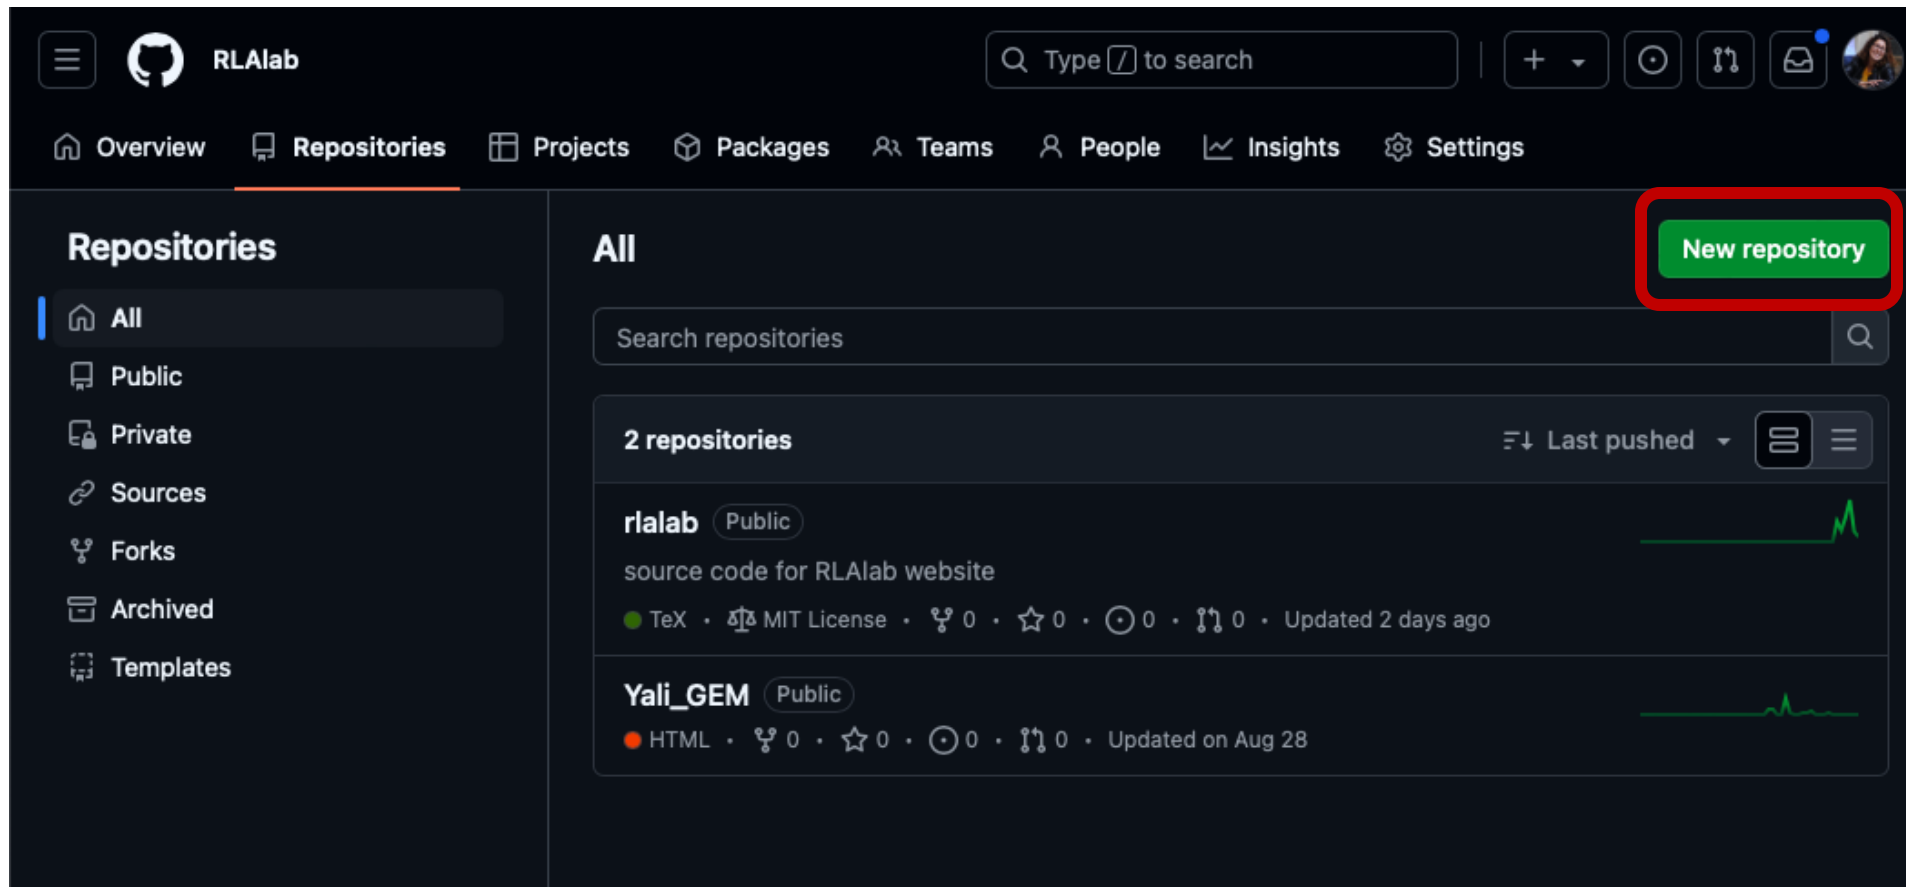 RLAlab
Type / to search
Overview Repositories Projects Packages Teams People Insights Settings
Repositories
All
Public
Private
Sources
Forks
Archived
Templates
All
New repository
Search repositories
2 repositories
Last pushed
rlalab Public
source code for RLAlab website
TeX • MIT License • 0 • 0 • 0 • 0 • Updated 2 days ago
Yali_GEM Public
HTML • 0 • 0 • 0 • 0 • Updated on Aug 28